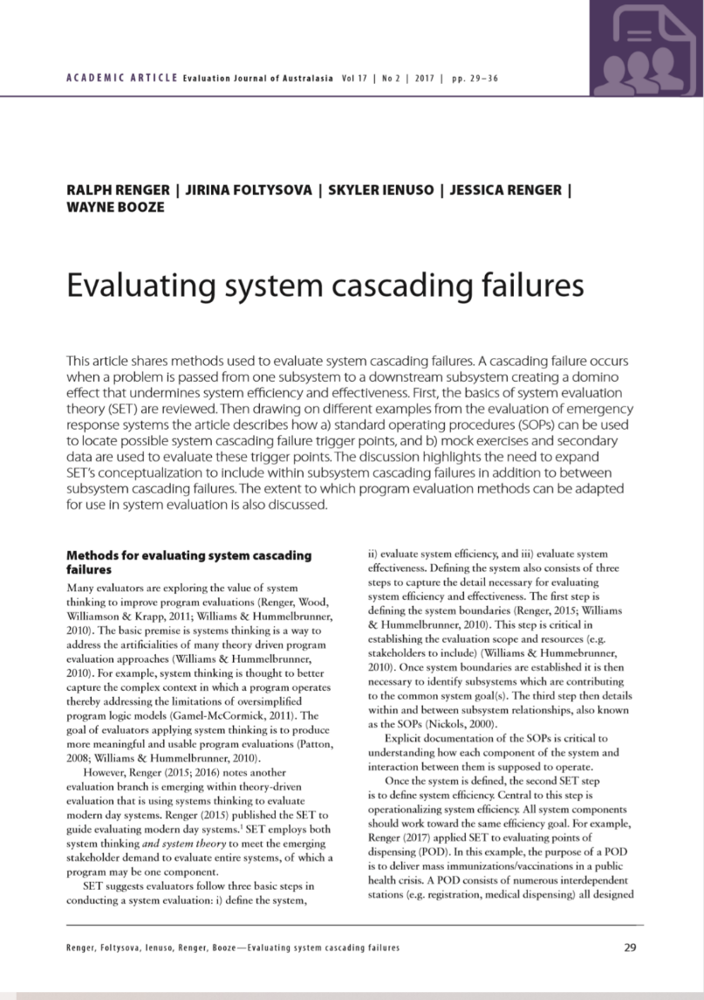 ACADEMIC ARTICLE Evaluation Journal of Australasia Vol 17 | No 2 | 2017 | pp. 29–36
RALPH RENGER | JIRINA FOLTYSOVA | SKYLER IENUSO | JESSICA RENGER |
WAYNE BOOZE
Evaluating system cascading failures
This article shares methods used to evaluate system cascading failures. A cascading failure occurs
when a problem is passed from one subsystem to a downstream subsystem creating a domino
effect that undermines system efficiency and effectiveness. First, the basics of system evaluation
theory (SET) are reviewed. Then drawing on different examples from the evaluation of emergency
response systems the article describes how a) standard operating procedures (SOPs) can be used
to locate possible system cascading failure trigger points, and b) mock exercises and secondary
data are used to evaluate these trigger points. The discussion highlights the need to expand
SET's conceptualization to include within subsystem cascading failures in addition to between
subsystem cascading failures. The extent to which program evaluation methods can be adapted
for use in system evaluation is also discussed.
Methods for evaluating system cascading
failures
Many evaluators are exploring the value of system
thinking to improve program evaluations (Renger, Wood,
Williamson & Krapp, 2011; Williams & Hummelbrunner,
2010). The basic premise is systems thinking is a way to
address the artificialities of many theory driven program
evaluation approaches (Williams & Hummelbrunner,
2010). For example, system thinking is thought to better
capture the complex context in which a program operates
thereby addressing the limitations of oversimplified
program logic models (Gamel-McCormick, 2011). The
goal of evaluators applying system thinking is to produce
more meaningful and usable program evaluations (Patton,
2008; Williams & Hummelbrunner, 2010).
However, Renger (2015; 2016) notes another
evaluation branch is emerging within theory-driven
evaluation that is using systems thinking to evaluate
modern day systems. Renger (2015) published the SET to
guide evaluating modern day systems.1 SET employs both
system thinking and system theory to meet the emerging
stakeholder demand to evaluate entire systems, of which a
program may be one component.
SET suggests evaluators follow three basic steps in
conducting a system evaluation: i) define the system,
ii) evaluate system efficiency, and iii) evaluate system
effectiveness. Defining the system also consists of three
steps to capture the detail necessary for evaluating
system efficiency and effectiveness. The first step is
defining the system boundaries (Renger, 2015; Williams
& Hummelbrunner, 2010). This step is critical in
establishing the evaluation scope and resources (e.g.
stakeholders to include) (Williams & Hummebrunner,
2010). Once system boundaries are established it is then
necessary to identify subsystems which are contributing
to the common system goal(s). The third step then details
within and between subsystem relationships, also known
as the SOPs (Nickols, 2000).
Explicit documentation of the SOPs is critical to
understanding how each component of the system and
interaction between them is supposed to operate.
Once the system is defined, the second SET step
is to define system efficiency. Central to this step is
operationalizing system efficiency. All system components
should work toward the same efficiency goal. For example,
Renger (2017) applied SET to evaluating points of
dispensing (POD). In this example, the purpose of a POD
is to deliver mass immunizations/vaccinations in a public
health crisis. A POD consists of numerous interdependent
stations (e.g. registration, medical dispensing) all designed
Renger, Foltysova, Ienuso, Renger, Booze—Evaluating system cascading failures
29